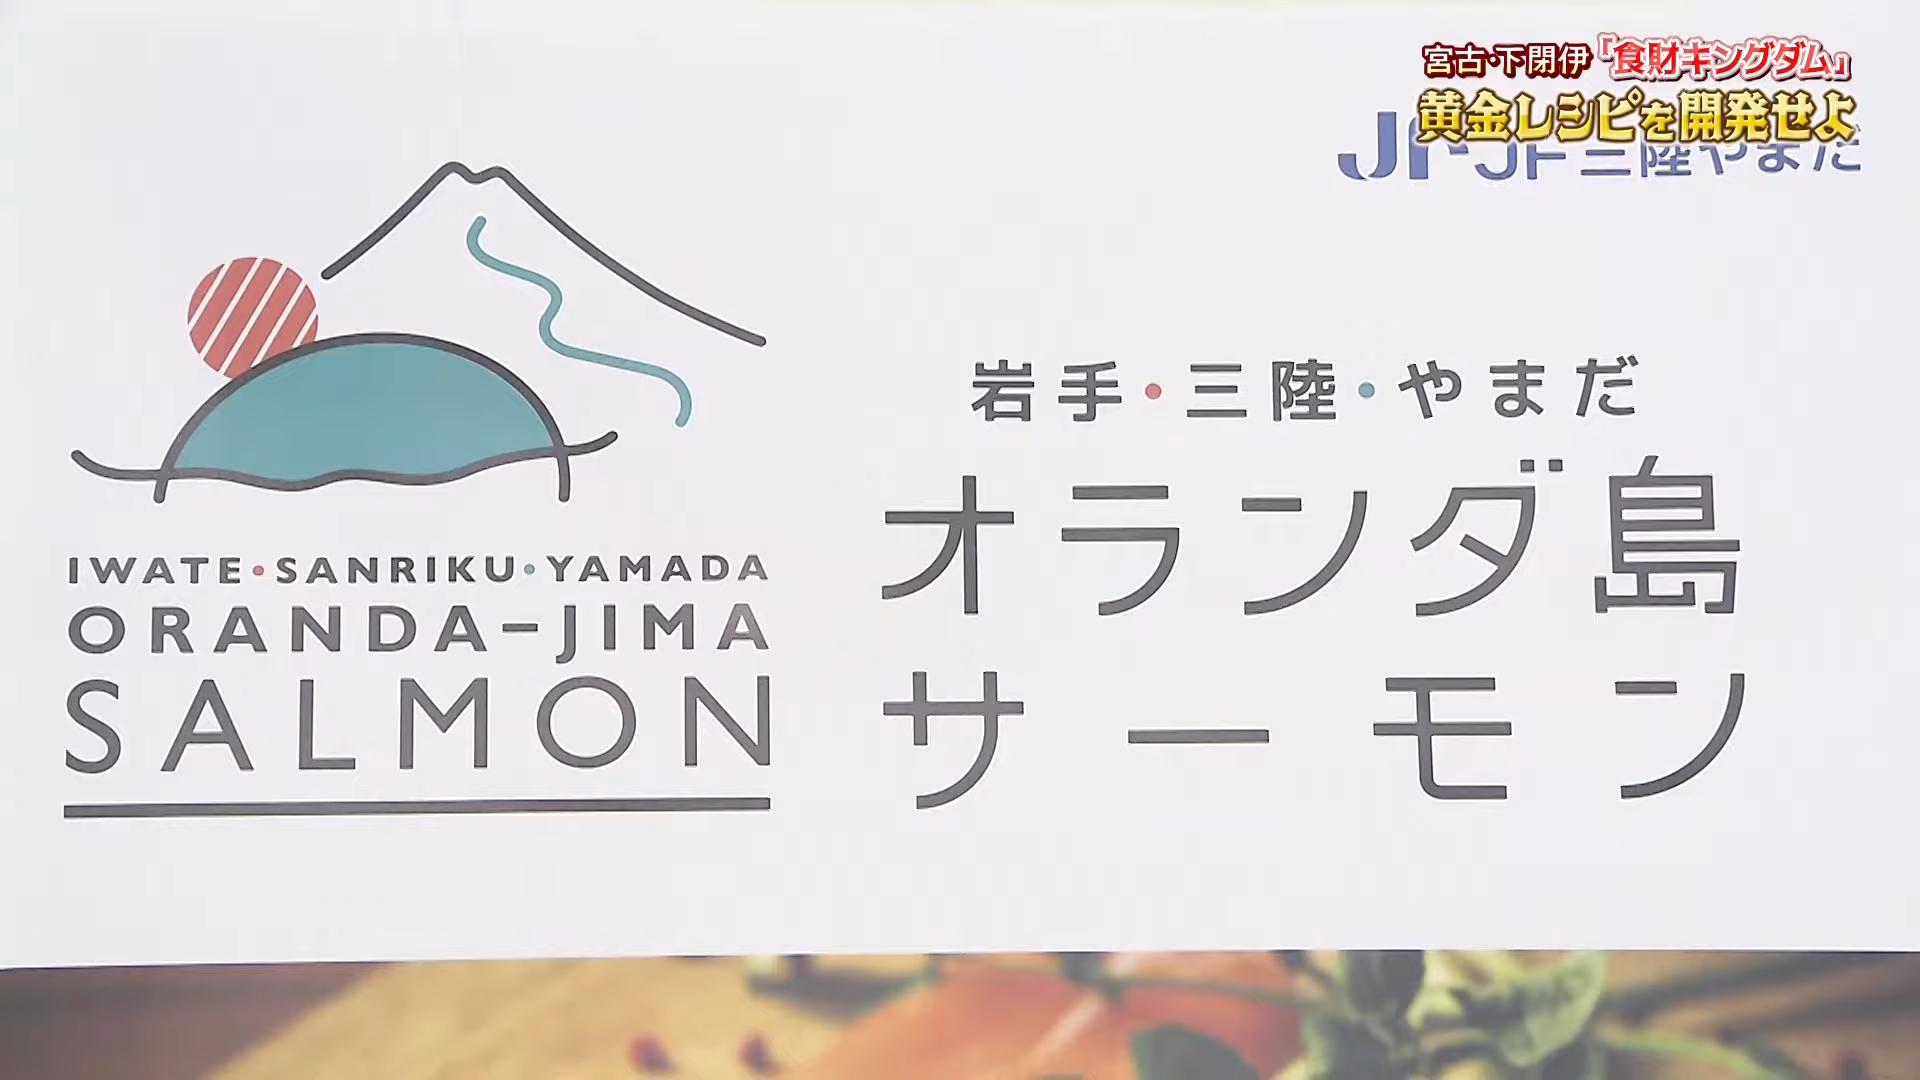 宮古・下閉伊「食財キングダム」
黄金レシピを開発せよ
JF三陸やまだ
岩手・三陸・やまだ
オランダ島
サーモン
IWATE・SANRIKU・YAMADA
ORANDA-JIMA
SALMON